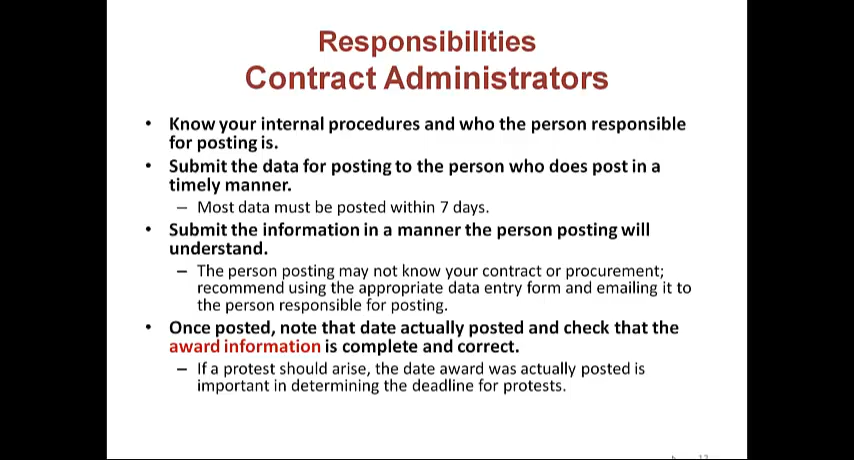 Responsibilities
Contract Administrators
• Know your internal procedures and who the person responsible
for posting is.
• Submit the data for posting to the person who does post in a
timely manner.
– Most data must be posted within 7 days.
• Submit the information in a manner the person posting will
understand.
– The person posting may not know your contract or procurement;
recommend using the appropriate data entry form and emailing it to
the person responsible for posting.
• Once posted, note that date actually posted and check that the
award information is complete and correct.
– If a protest should arise, the date award was actually posted is
important in determining the deadline for protests.